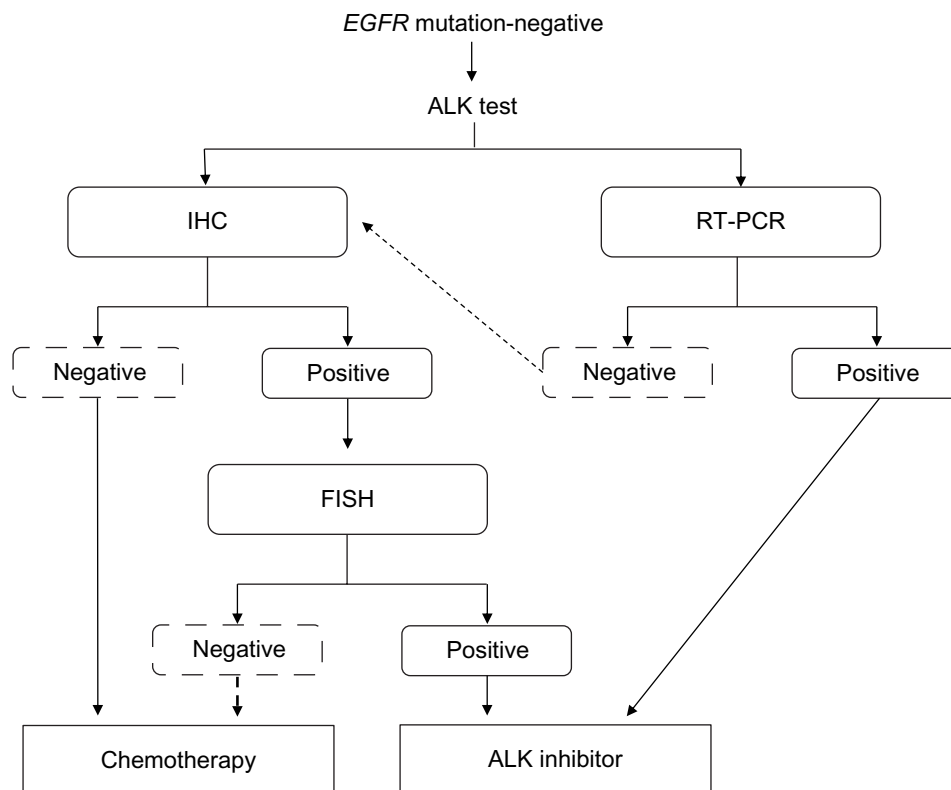 EGFR mutation-negative
ALK test
IHC
RT-PCR
Negative
Positive
Negative
Positive
FISH
Negative
Positive
Chemotherapy
ALK inhibitor